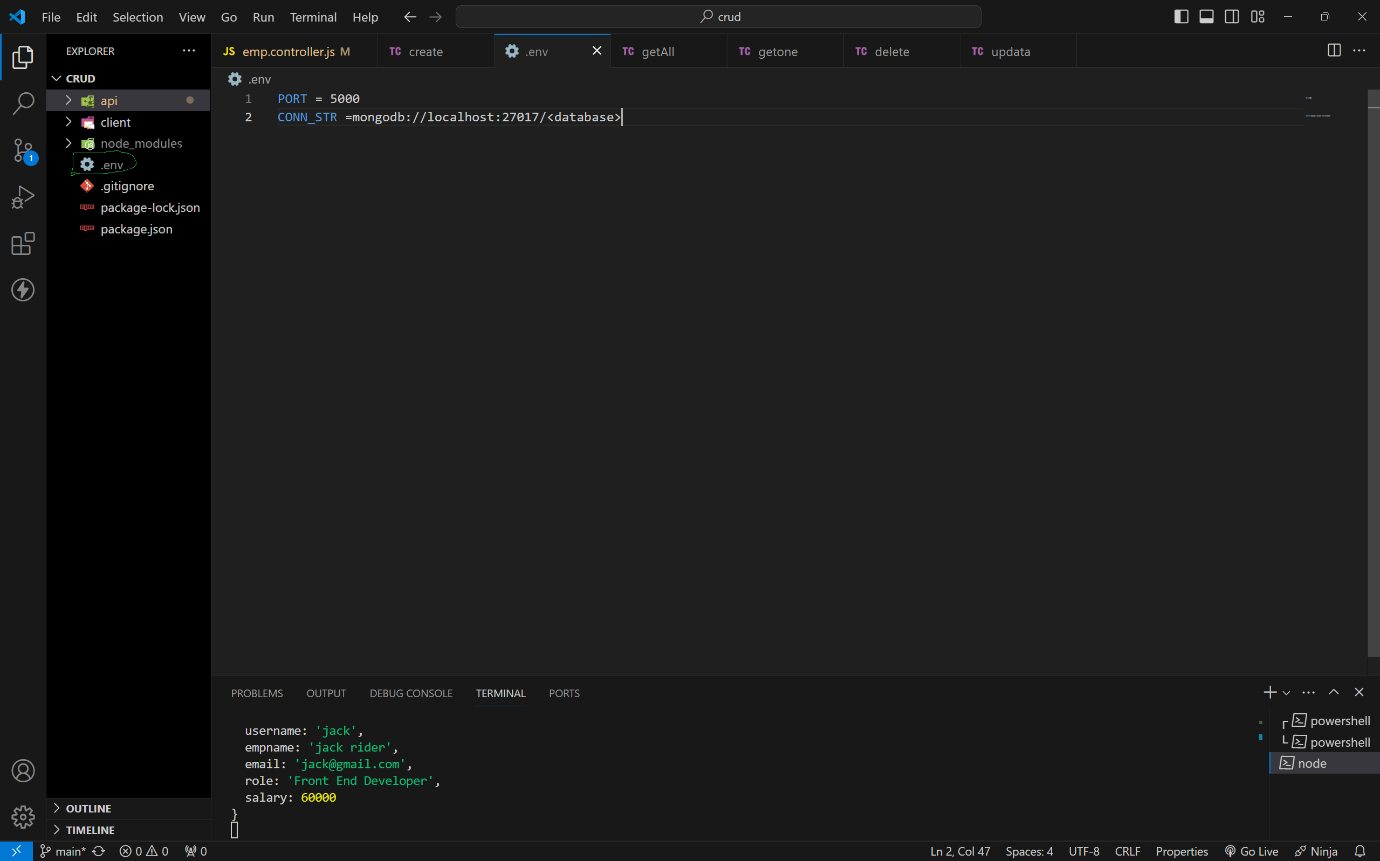 File Edit Selection View Go Run Terminal Help crud
EXPLORER
JS emp.controller.js M
TC create
.env
TC getAll
TC getone
TC delete
TC updata
CRUD
api
client
node_modules
.env
.gitignore
package-lock.json
package.json
1
.env
1 PORT = 5000
2 CONN_STR =mongodb://localhost:27017/<database>
PROBLEMS OUTPUT DEBUG CONSOLE TERMINAL PORTS
username: 'jack',
empname: 'jack rider',
email: 'jack@gmail.com',
role: 'Front End Developer',
salary: 60000
}
powershell
powershell
node
OUTLINE
TIMELINE
main* 0 0 0 Ln 2, Col 47 Spaces: 4 UTF-8 CRLF Properties Go Live Ninja